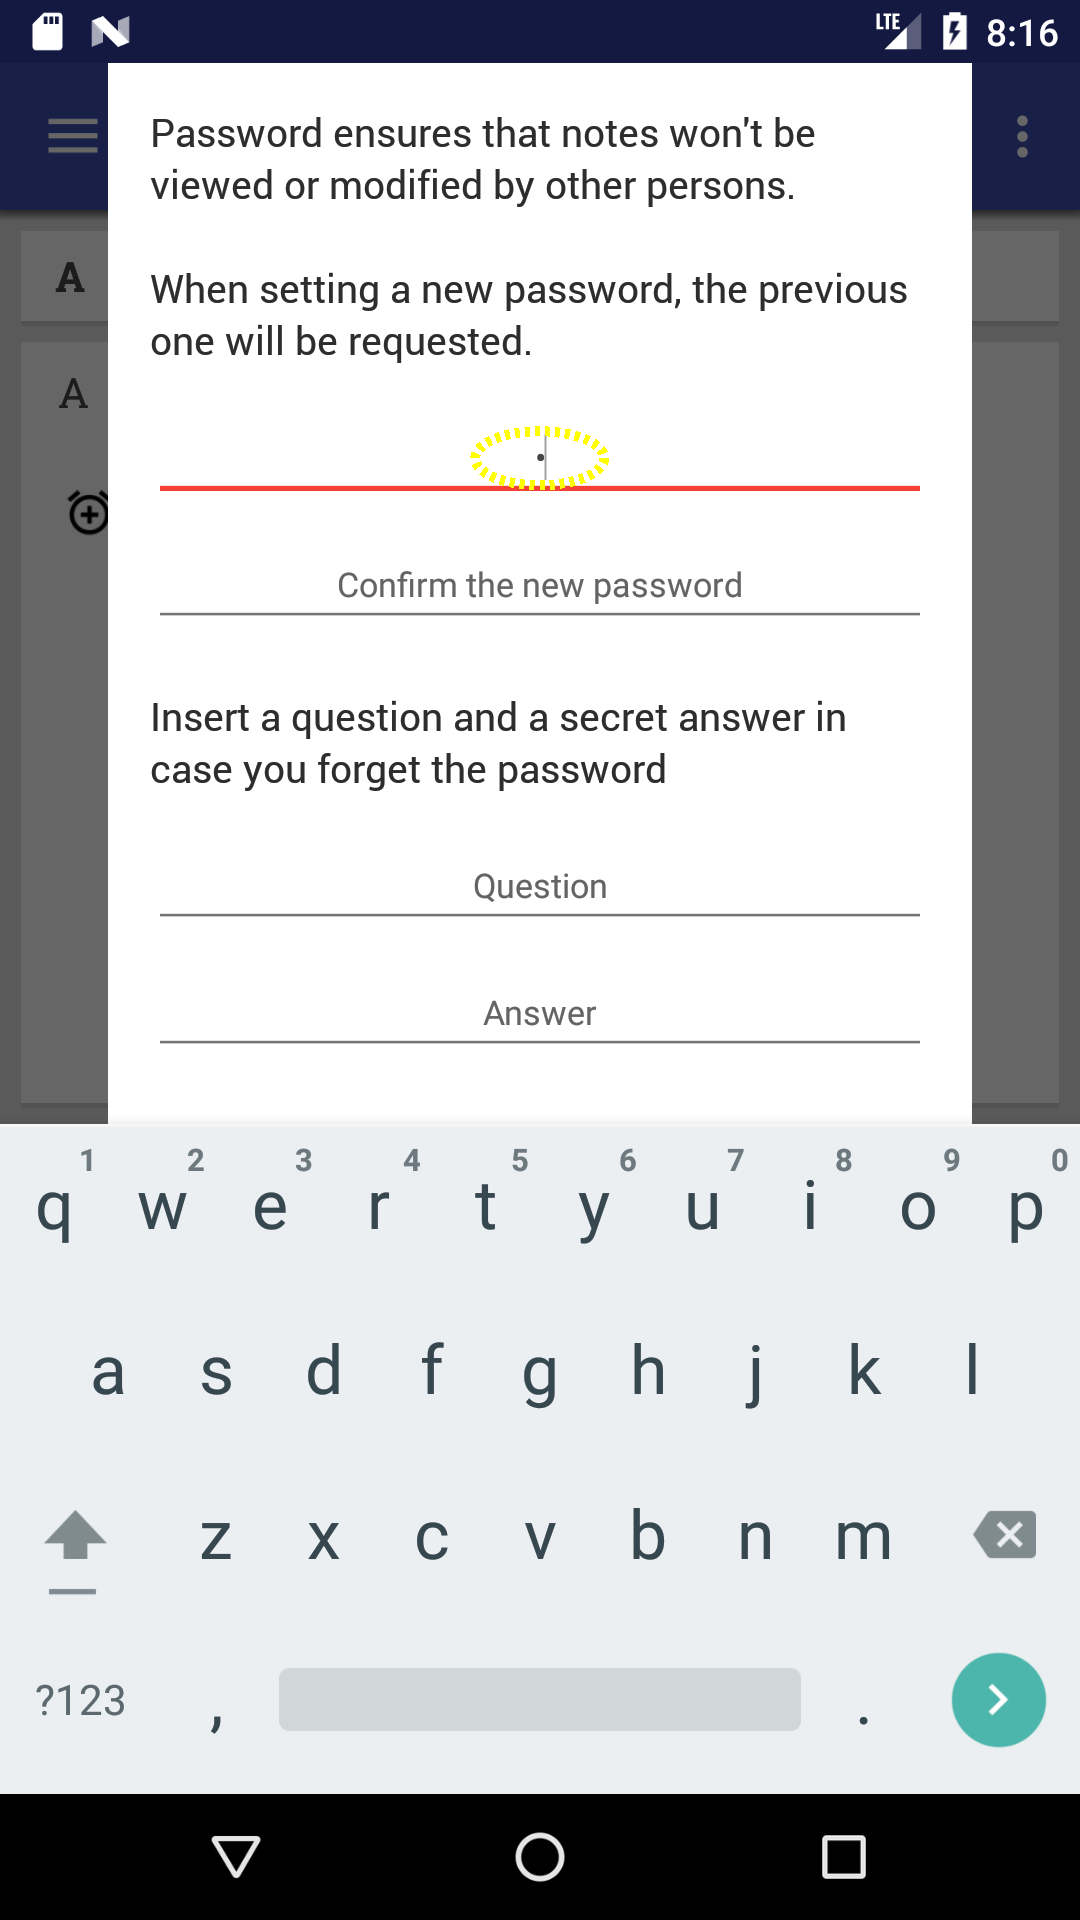 LTE 8:16
Password ensures that notes won't be
viewed or modified by other persons.
A
When setting a new password, the previous
one will be requested.
A
•
Confirm the new password
Insert a question and a secret answer in
case you forget the password
Question
Answer
1 2 3 4 5 6 7 8 9 0
q w e r t y u i o p
a s d f g h j k l
z x c v b n m
?123 , .